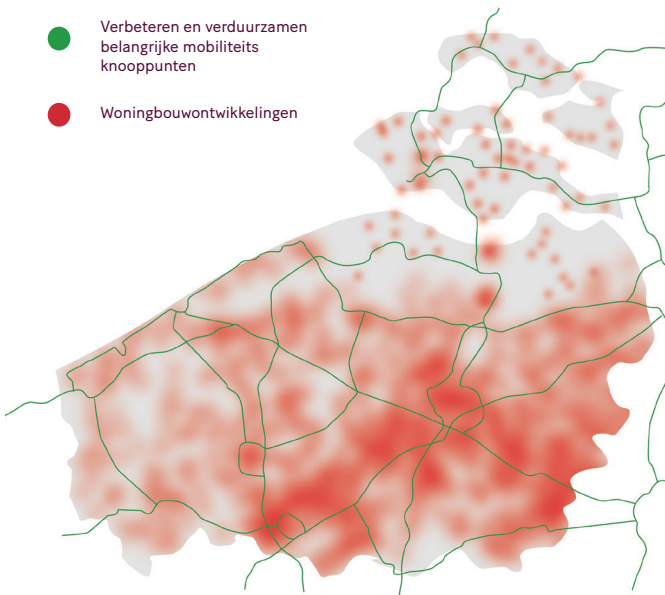 Verbeteren en verduurzamen
belangrijke mobiliteits
knooppunten
Woningbouwontwikkelingen